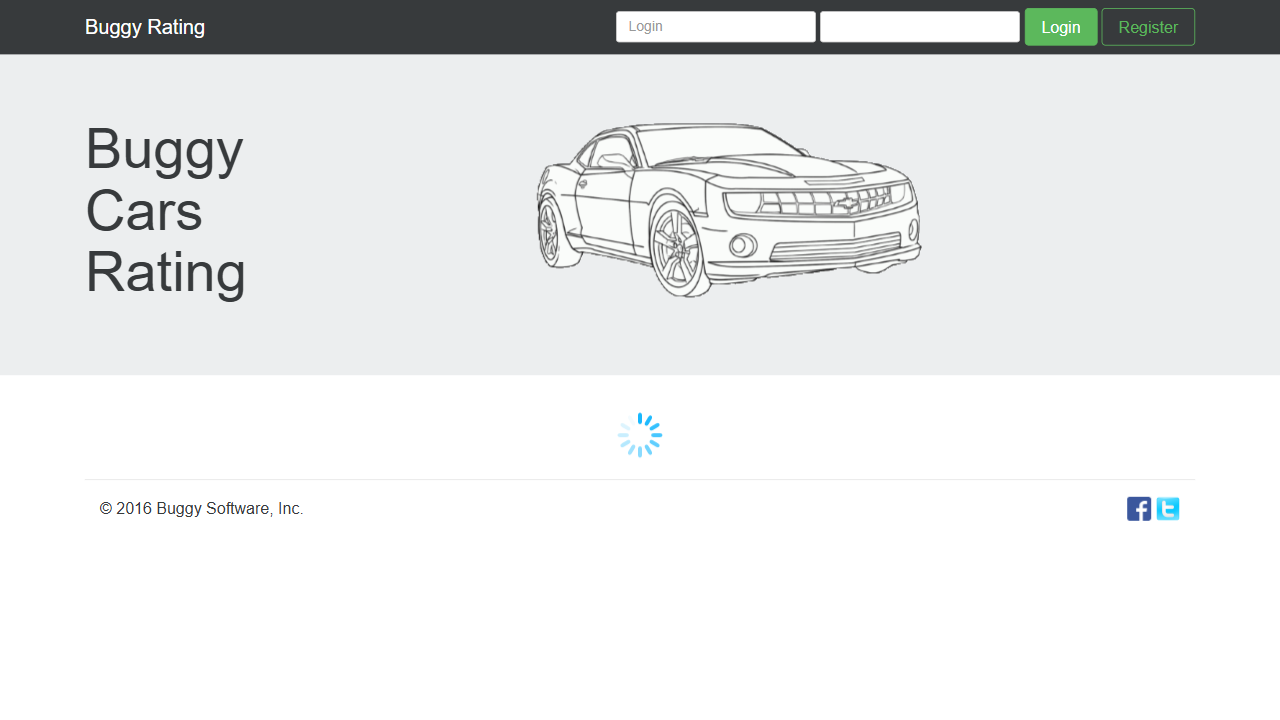 Buggy Rating
Login
Login
Register
Buggy
Cars
Rating
© 2016 Buggy Software, Inc.